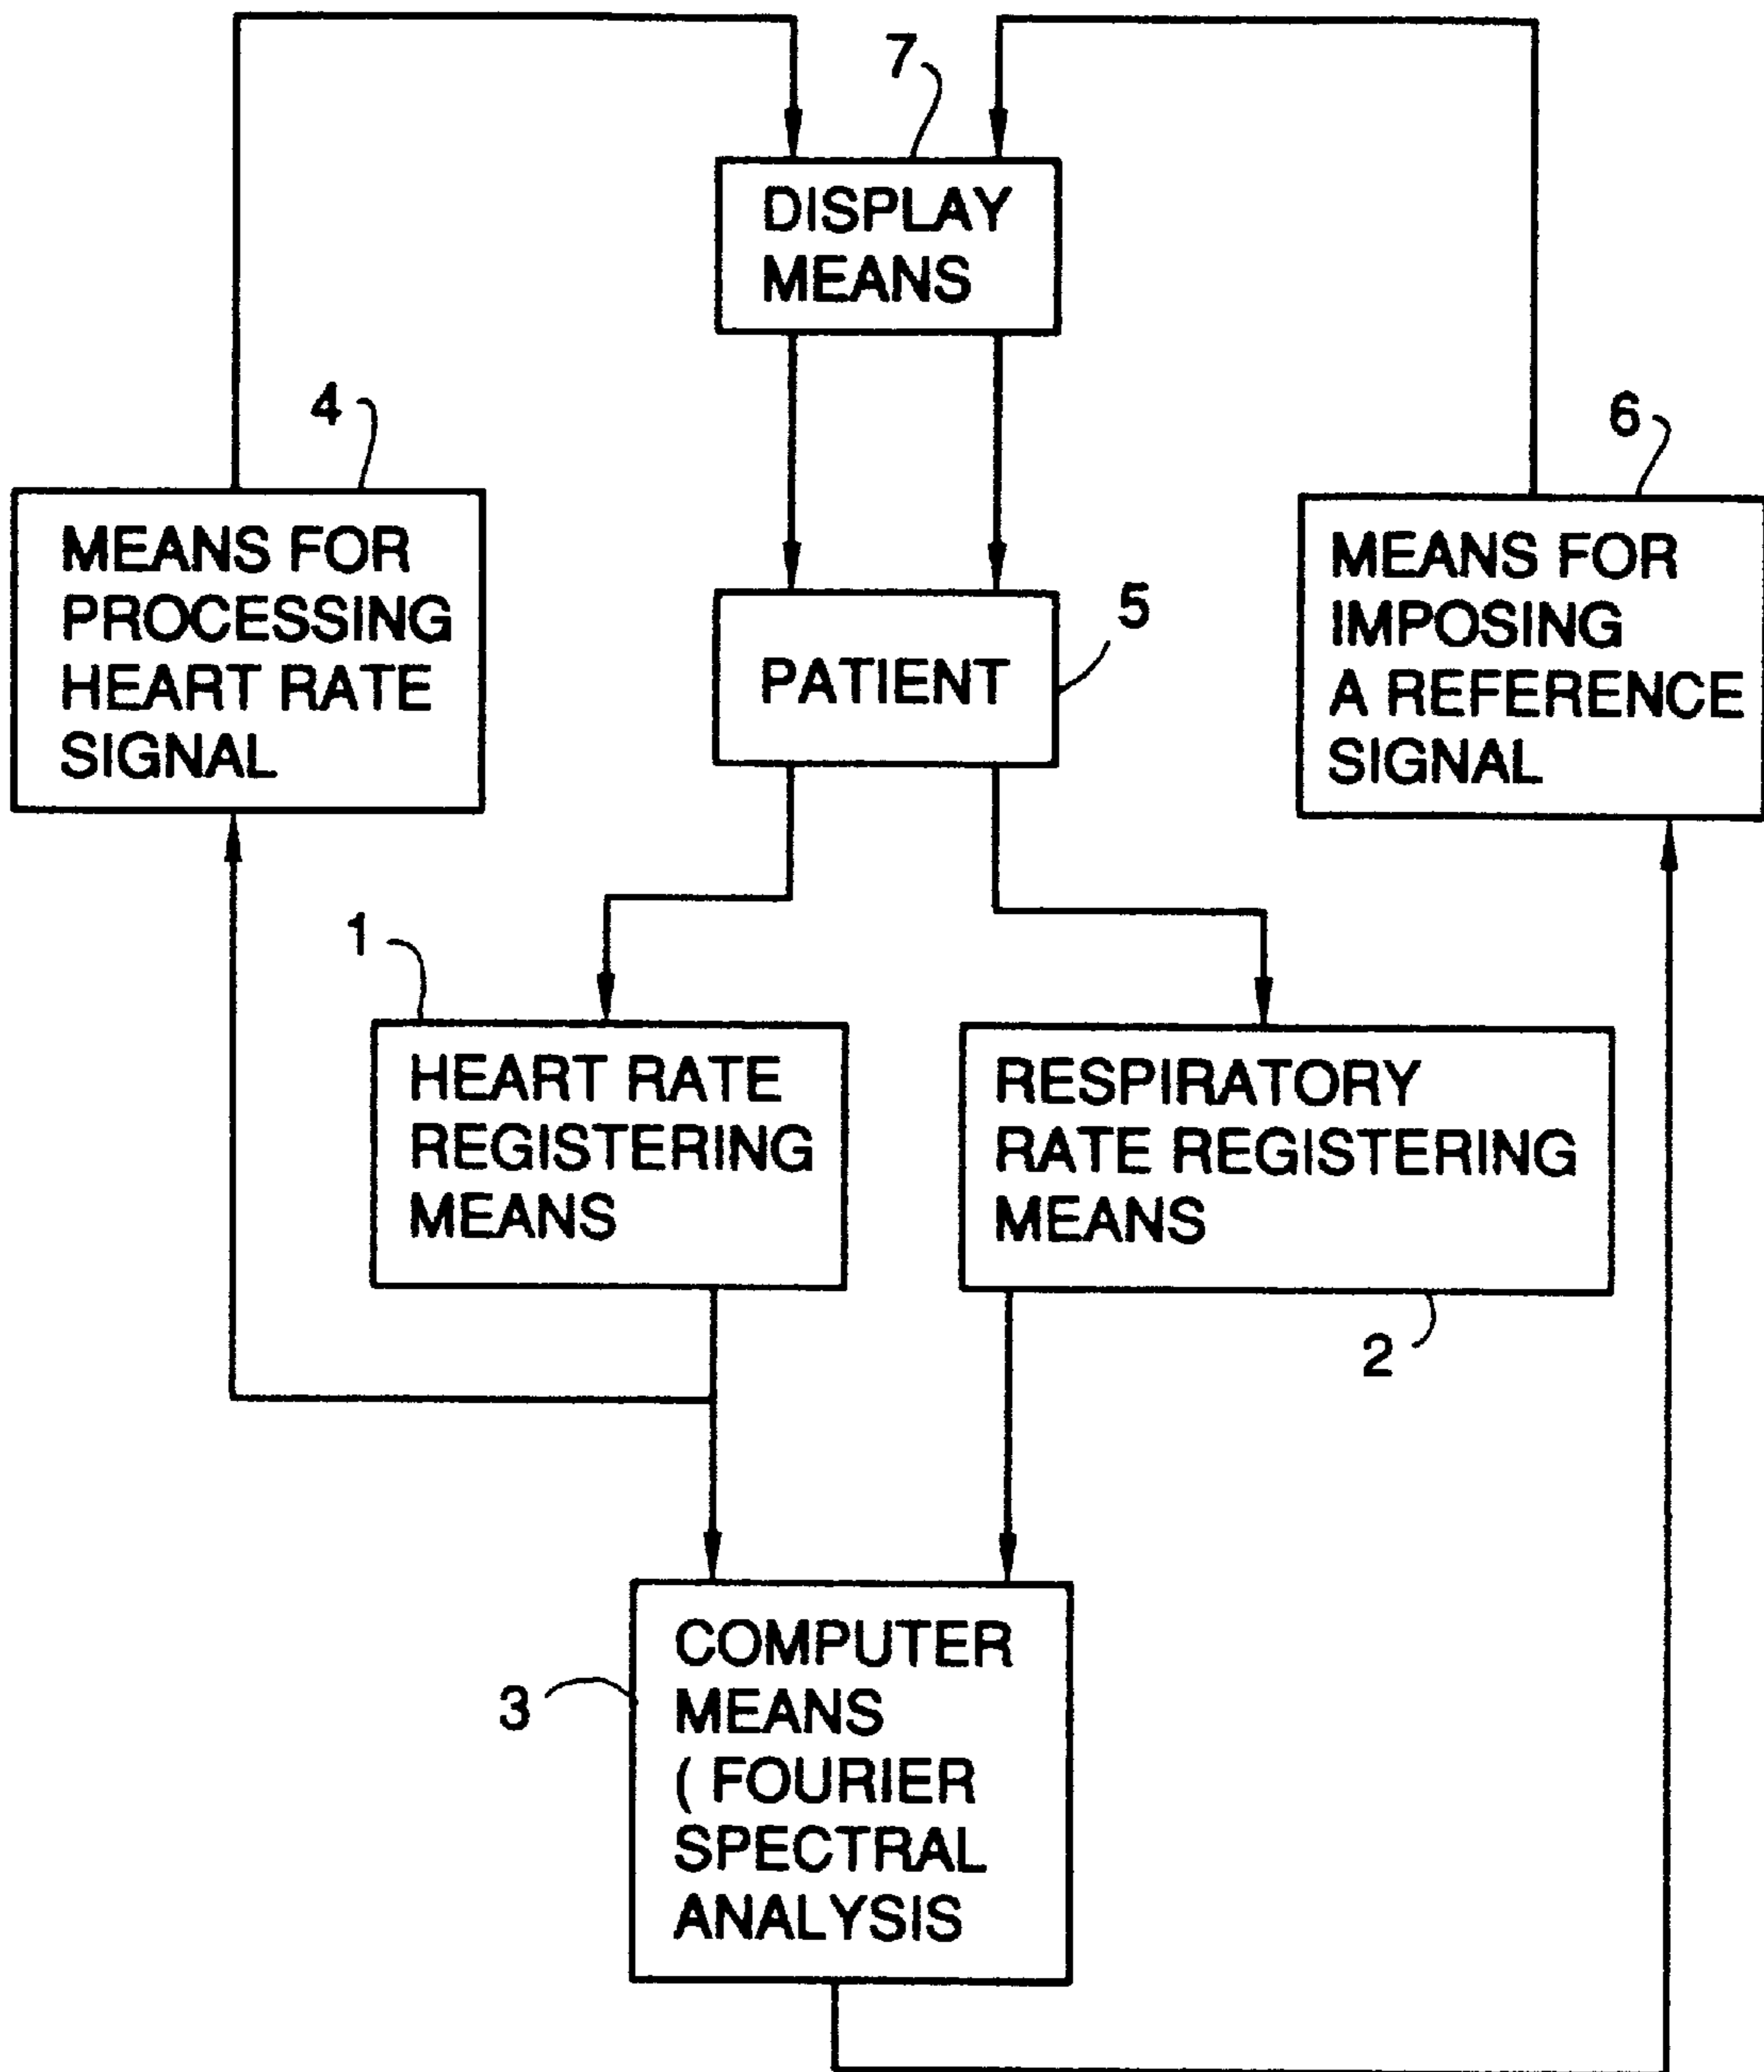 7
DISPLAY
MEANS
4
MEANS FOR
PROCESSING
HEART RATE
SIGNAL
6
MEANS FOR
IMPOSING
A REFERENCE
SIGNAL
5
PATIENT
1
HEART RATE
REGISTERING
MEANS
RESPIRATORY
RATE REGISTERING
MEANS
2
3
COMPUTER
MEANS
( FOURIER
SPECTRAL
ANALYSIS